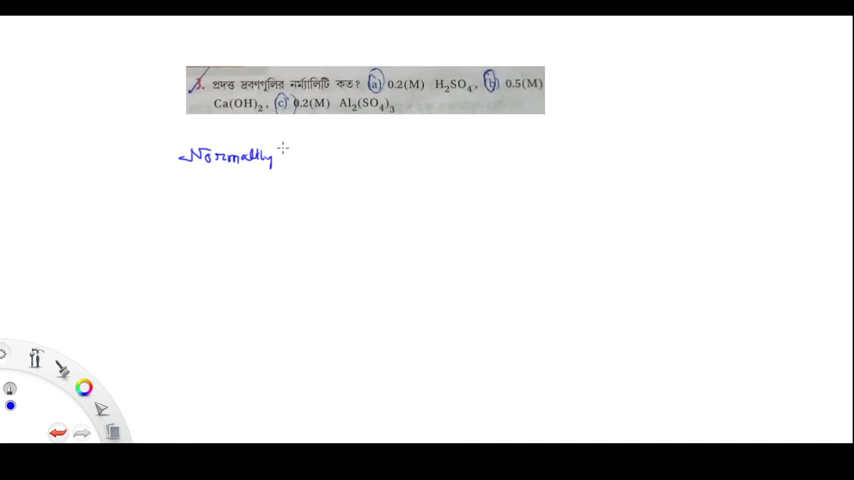 3. প্রদত্ত দ্রবণগুলির নর্ম্যালিটি কত? (a) 0.2(M) H₂SO₄, (b) 0.5(M)
Ca(OH)₂, (c) 0.2(M) Al₂(SO₄)₃
Normality